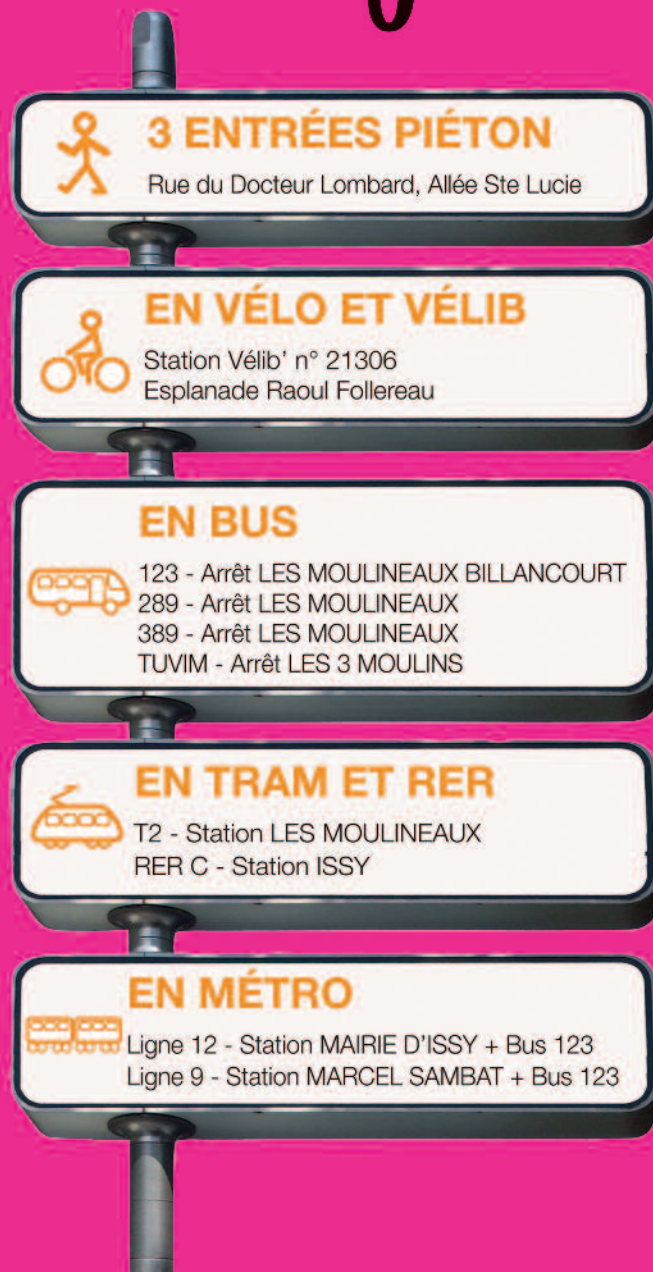 3 ENTRÉES PIÉTON
Rue du Docteur Lombard, Allée Ste Lucie
EN VÉLO ET VÉLIB
Station Vélib' n° 21306
Esplanade Raoul Follereau
EN BUS
123 - Arrêt LES MOULINEAUX BILLANCOURT
289 - Arrêt LES MOULINEAUX
389 - Arrêt LES MOULINEAUX
TUVIM - Arrêt LES 3 MOULINS
EN TRAM ET RER
T2 - Station LES MOULINEAUX
RER C - Station ISSY
EN MÉTRO
Ligne 12 - Station MAIRIE D'ISSY + Bus 123
Ligne 9 - Station MARCEL SAMBAT + Bus 123